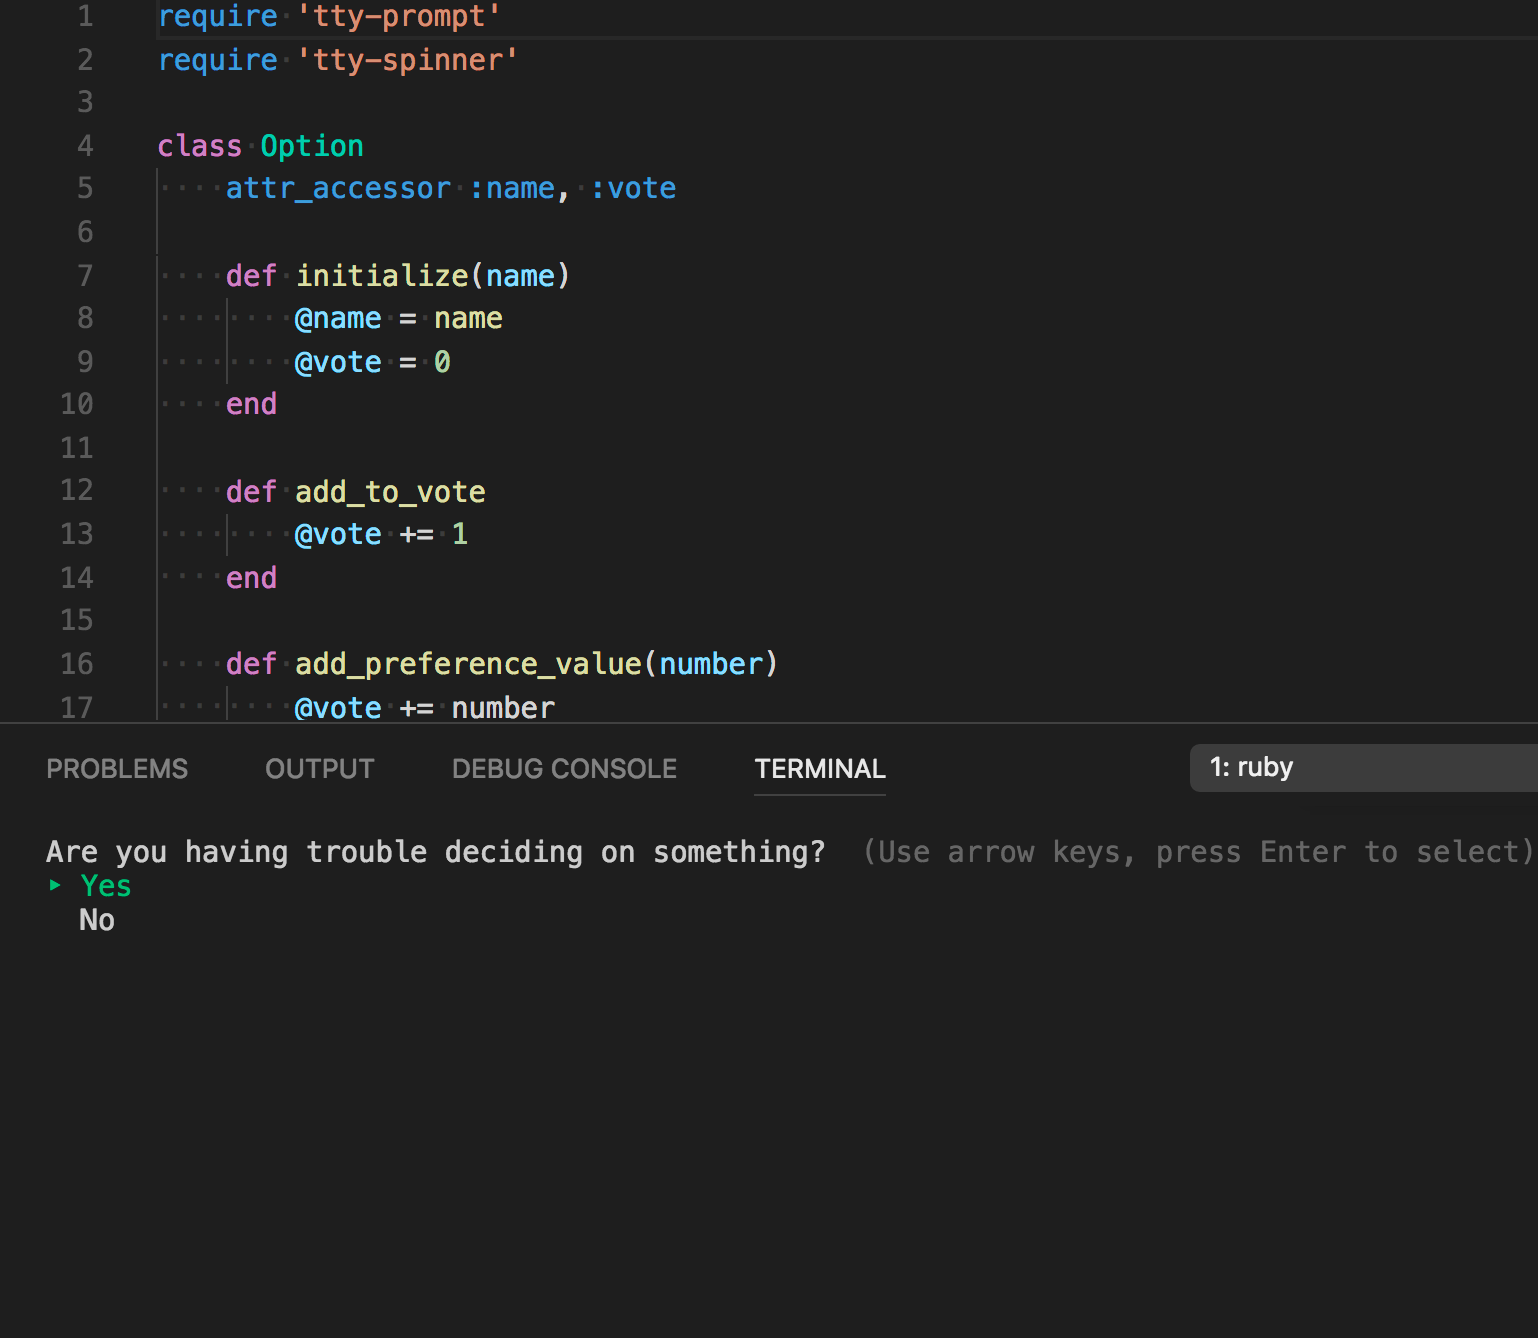 1 require 'tty-prompt'
2 require 'tty-spinner'
3
4 class Option
5 attr_accessor :name, :vote
6
7 def initialize(name)
8 @name = name
9 @vote = 0
10 end
11
12 def add_to_vote
13 @vote += 1
14 end
15
16 def add_preference_value(number)
17 @vote += number
PROBLEMS OUTPUT DEBUG CONSOLE TERMINAL 1: ruby
Are you having trouble deciding on something? (Use arrow keys, press Enter to select)
‣ Yes
No